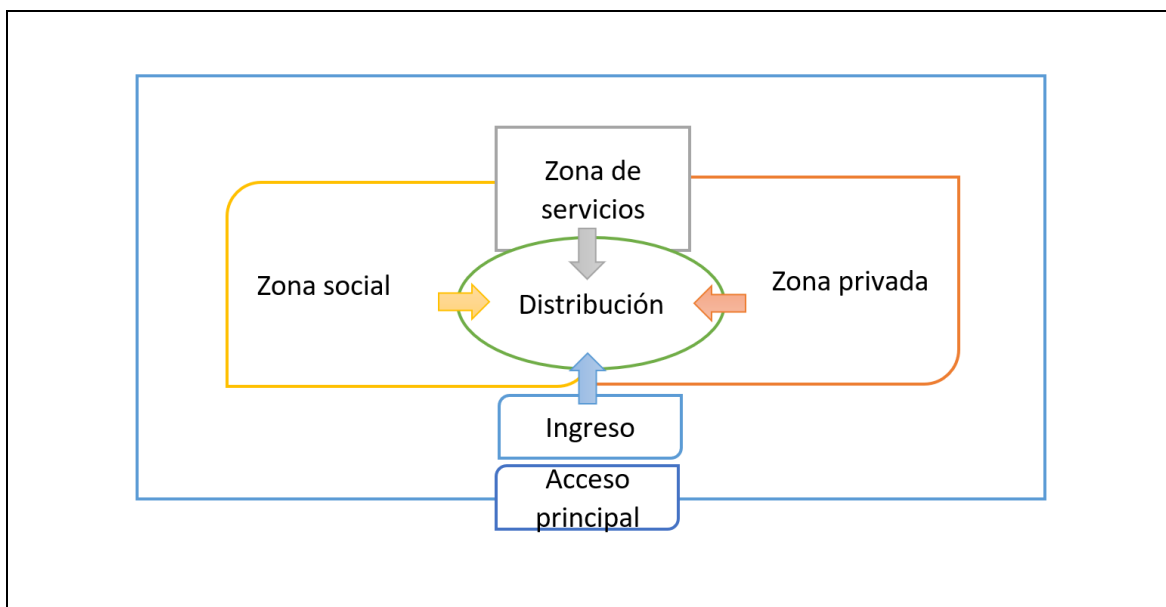 Zona de
servicios
Zona social
Zona privada
Distribución
Ingreso
Acceso
principal